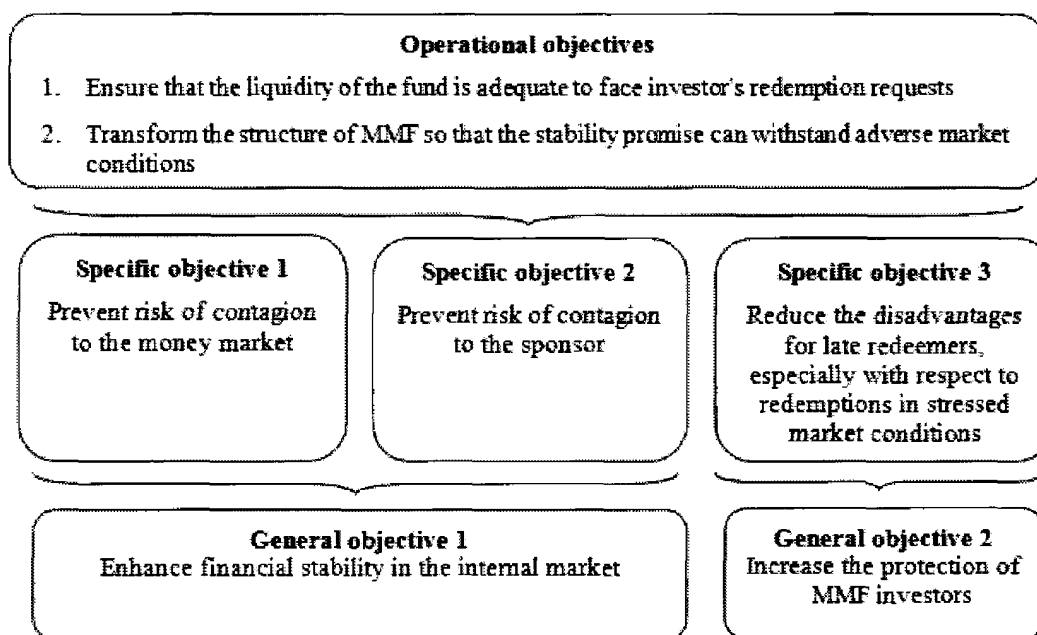 Operational objectives
1. Ensure that the liquidity of the fund is adequate to face investor's redemption requests
2. Transform the structure of MMF so that the stability promise can withstand adverse market
conditions
Specific objective 1
Prevent risk of contagion
to the money market
Specific objective 2
Prevent risk of contagion
to the sponsor
Specific objective 3
Reduce the disadvantages
for late redeemers,
especially with respect to
redemptions in stressed
market conditions
General objective 1
Enhance financial stability in the internal market
General objective 2
Increase the protection of
MMF investors